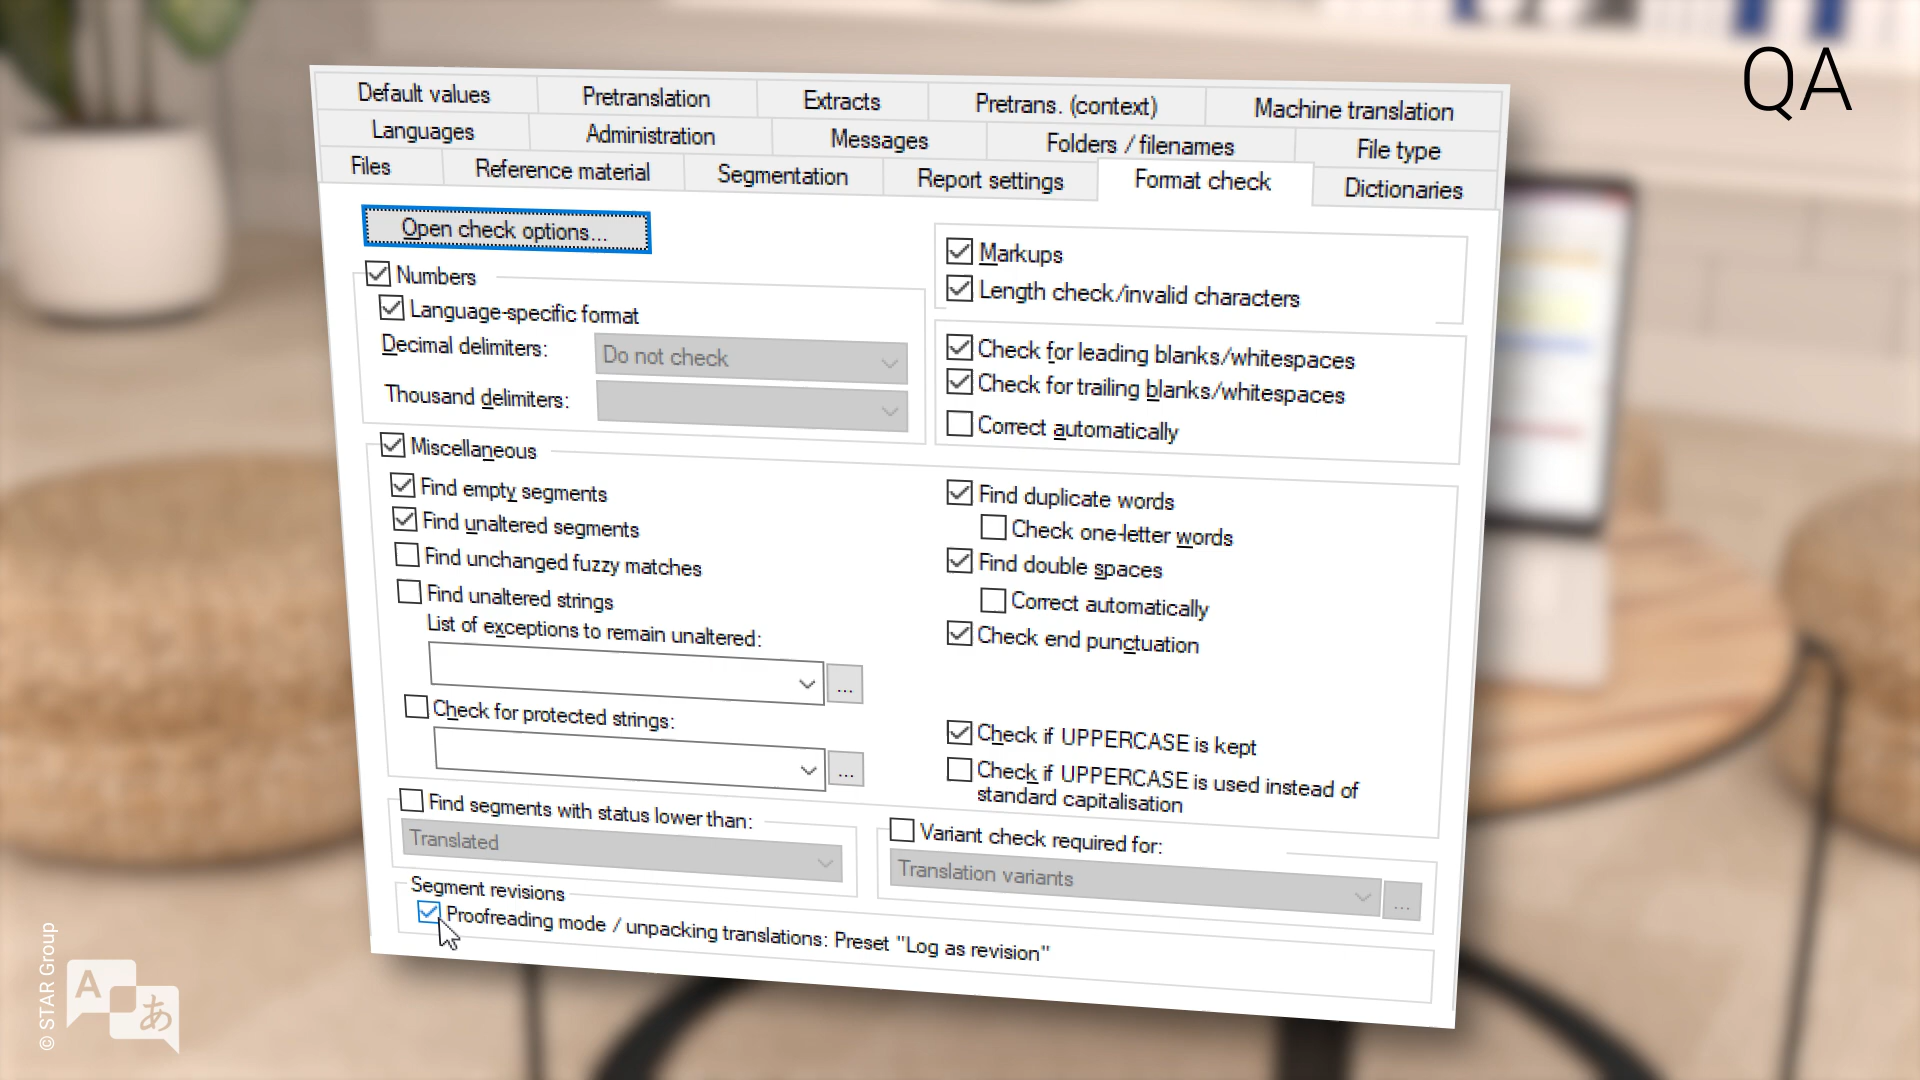 QA
Default values
Pretranslation
Extracts
Pretrans. (context)
Machine translation
Languages
Administration
Messages
Folders / filenames
File type
Files
Reference material
Segmentation
Report settings
Format check
Dictionaries
Open check options...
Numbers
Language-specific format
Decimal delimiters:
Do not check
Thousand delimiters:
Markups
Length check/invalid characters
Check for leading blanks/whitespaces
Check for trailing blanks/whitespaces
Correct automatically
Miscellaneous
Find empty segments
Find unaltered segments
Find unchanged fuzzy matches
Find unaltered strings
List of exceptions to remain unaltered:
...
Check for protected strings:
...
Find duplicate words
Check one-letter words
Find double spaces
Correct automatically
Check end punctuation
Check if UPPERCASE is kept
Check if UPPERCASE is used instead of
standard capitalisation
Find segments with status lower than:
Translated
Variant check required for:
Translation variants
...
Segment revisions
Proofreading mode / unpacking translations: Preset "Log as revision"
© STAR Group
A
あ